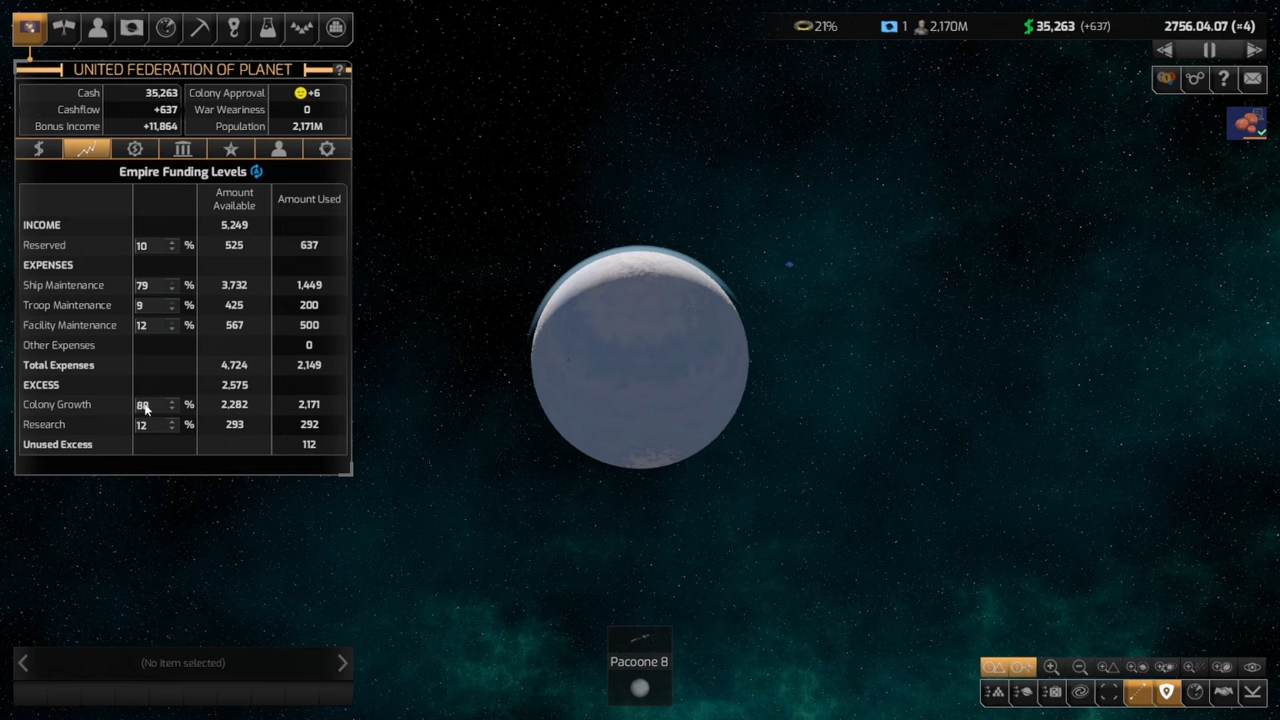 21%
1
2,170M
35,263 (+637)
2756.04.07 (×4)
UNITED FEDERATION OF PLANET
?
Cash 35,263 Colony Approval +6
Cashflow +637 War Weariness 0
Bonus Income +11,864 Population 2,171M
Empire Funding Levels
Amount Available Amount Used
INCOME 5,249
Reserved 10 % 525 637
EXPENSES
Ship Maintenance 79 % 3,732 1,449
Troop Maintenance 9 % 425 200
Facility Maintenance 12 % 567 500
Other Expenses 0
Total Expenses 4,724 2,149
EXCESS 2,575
Colony Growth 88 % 2,282 2,171
Research 12 % 293 292
Unused Excess 112
(No item selected)
Pacoone 8